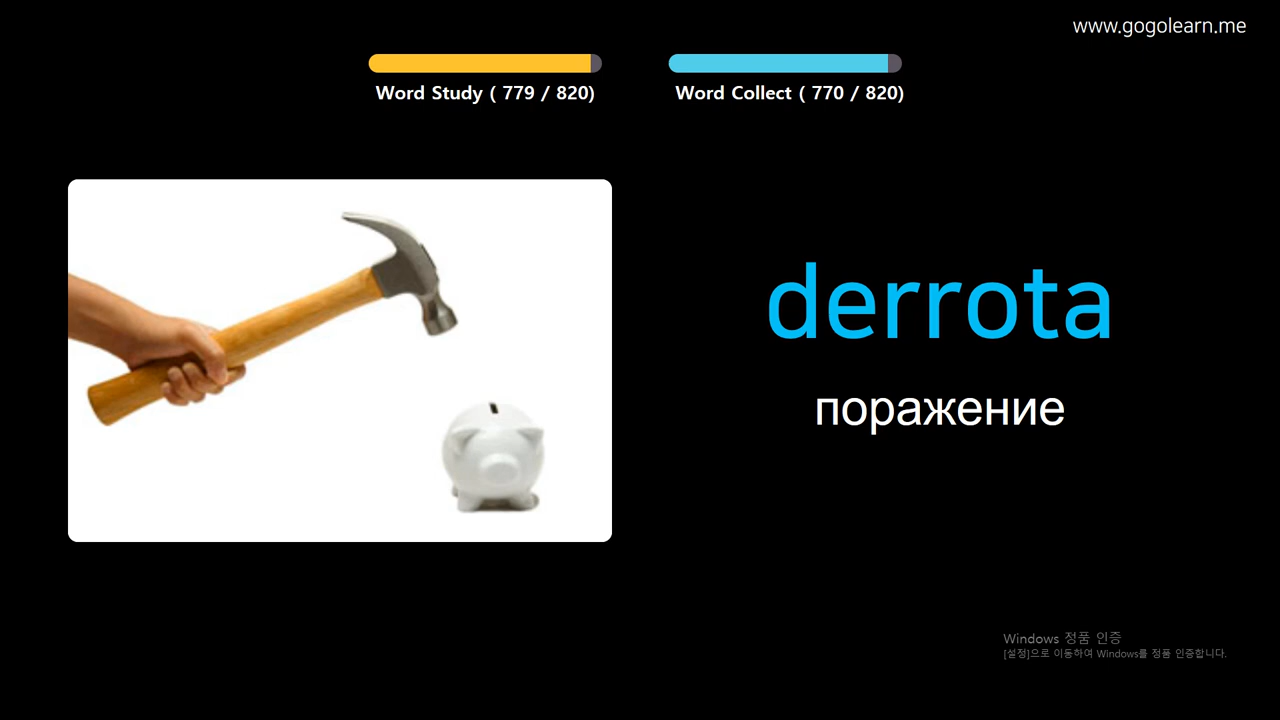 www.gogolearn.me
Word Study ( 779 / 820)
Word Collect ( 770 / 820)
derrota
поражение
Windows 정품 인증
[설정]으로 이동하여 Windows를 정품 인증합니다.